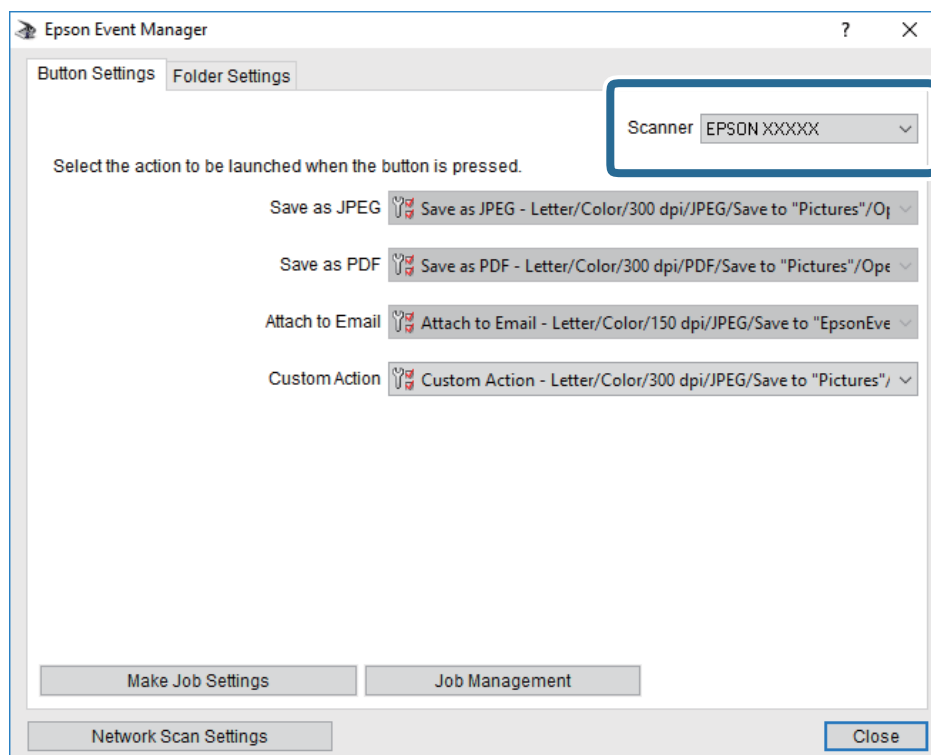 Epson Event Manager
Button Settings Folder Settings
Scanner EPSON XXXXX
Select the action to be launched when the button is pressed.
Save as JPEG Save as JPEG - Letter/Color/300 dpi/JPEG/Save to "Pictures"/Op
Save as PDF Save as PDF - Letter/Color/300 dpi/PDF/Save to "Pictures"/Ope
Attach to Email Attach to Email - Letter/Color/150 dpi/JPEG/Save to "EpsonEve
Custom Action Custom Action - Letter/Color/300 dpi/JPEG/Save to "Pictures"/
Make Job Settings Job Management
Network Scan Settings Close